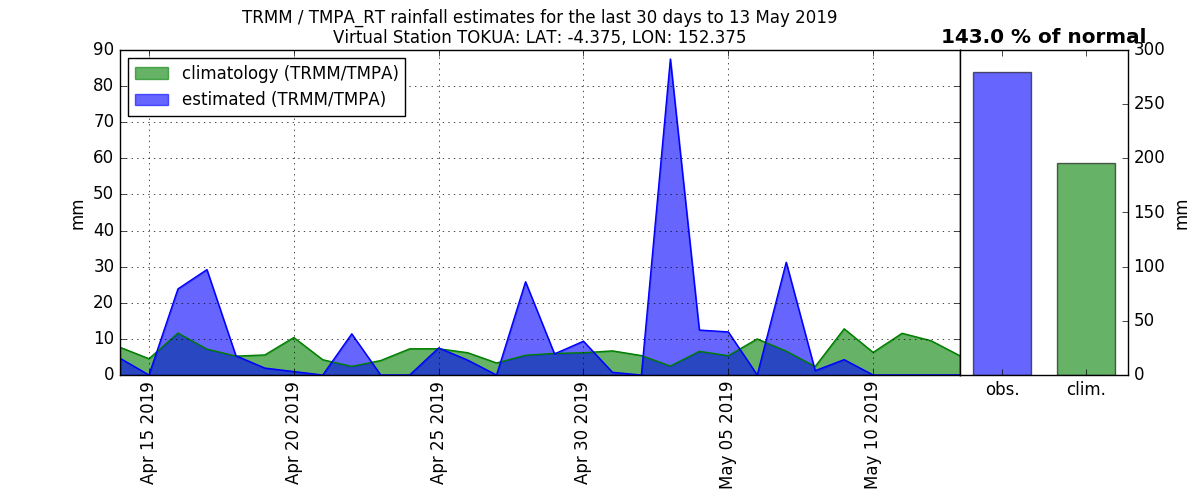 TRMM / TMPA_RT rainfall estimates for the last 30 days to 13 May 2019
Virtual Station TOKUA: LAT: -4.375, LON: 152.375
143.0 % of normal
climatology (TRMM/TMPA)
estimated (TRMM/TMPA)
mm
90
80
70
60
50
40
30
20
10
0
Apr 15 2019
Apr 20 2019
Apr 25 2019
Apr 30 2019
May 05 2019
May 10 2019
obs.
clim.
300
250
200
150
100
50
0
mm